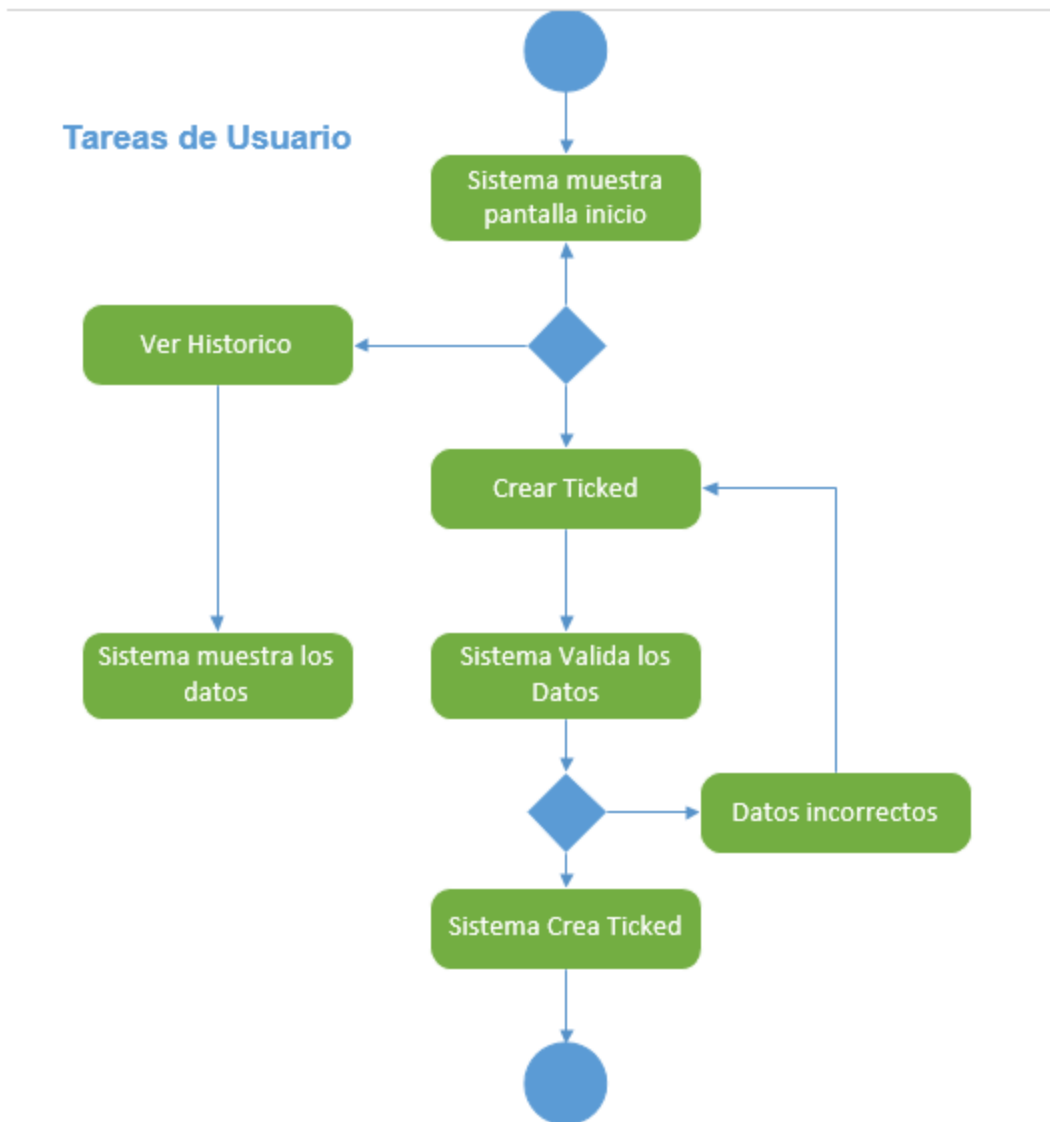 Tareas de Usuario
Sistema muestra
pantalla inicio
Ver Historico
Crear Ticked
Sistema muestra los
datos
Sistema Valida los
Datos
Datos incorrectos
Sistema Crea Ticked